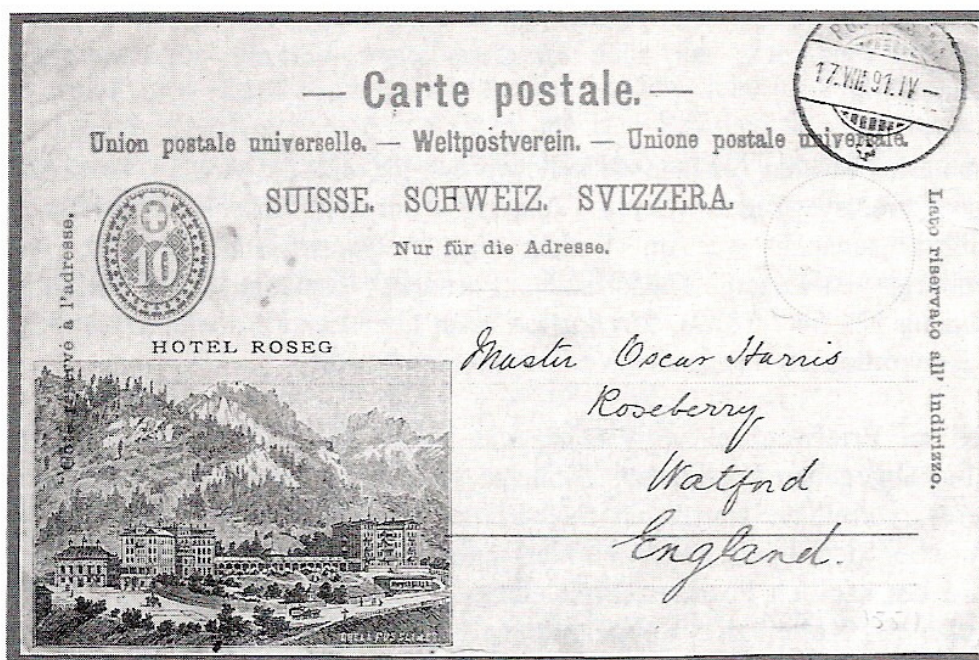 — Carte postale. —
Union postale universelle. — Weltpostverein. — Unione postale universale.
SUISSE. SCHWEIZ. SVIZZERA.
Nur für die Adresse.
17.VIII.91.IV —
10
Lato riservato all' indirizzo.
réservé à l'adresse.
HOTEL ROSEG
Master Oscar Harris
Roseberry
Watford
England.